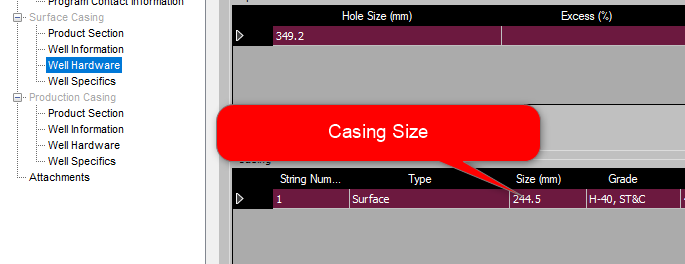 Program Contact Information
Surface Casing
Product Section
Well Information
Well Hardware
Well Specifics
Production Casing
Product Section
Well Information
Well Hardware
Well Specifics
Attachments
Hole Size (mm) Excess (%)
349.2
Casing Size
Casing
String Num... Type Size (mm) Grade
1 Surface 244.5 H-40, ST&C